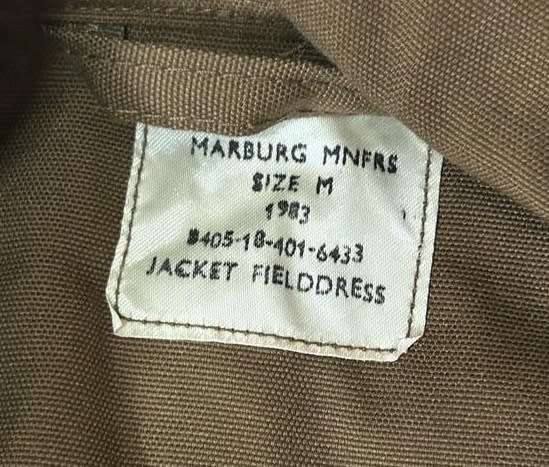 MARBURG MNFRS
SIZE M
1983
8405-18-401-6433
JACKET FIELDDRESS